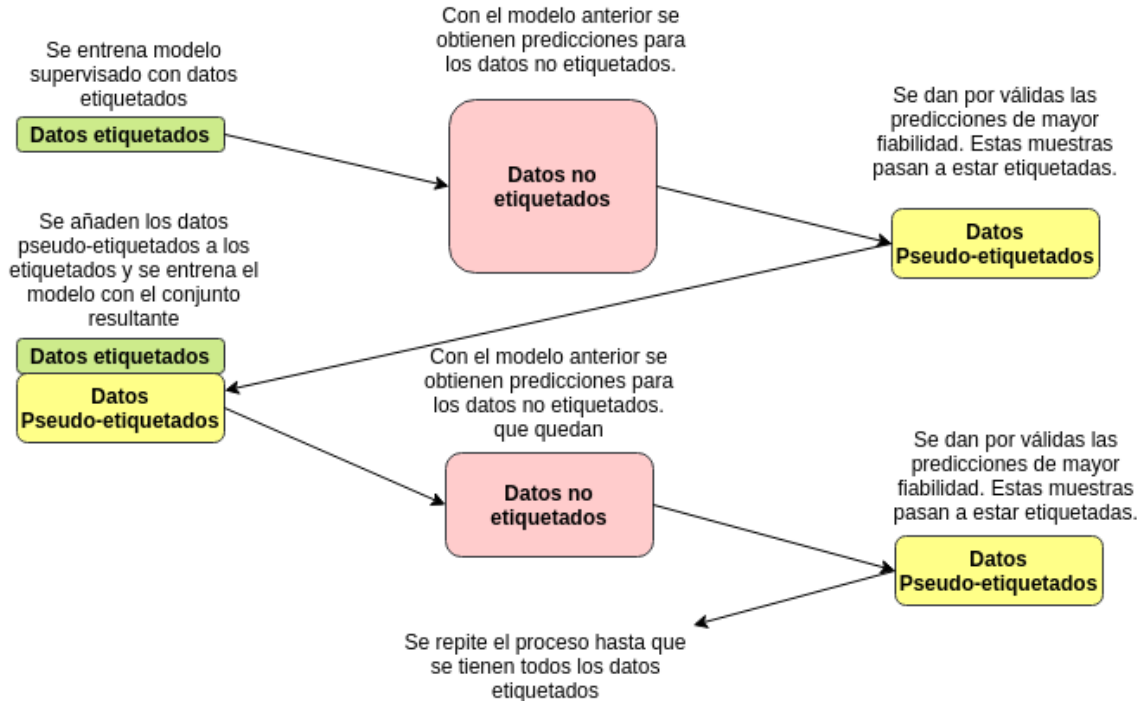 Se entrena modelo
supervisado con datos
etiquetados
Datos etiquetados
Con el modelo anterior se
obtienen predicciones para
los datos no etiquetados.
Datos no
etiquetados
Se dan por válidas las
predicciones de mayor
fiabilidad. Estas muestras
pasan a estar etiquetadas.
Datos
Pseudo-etiquetados
Se añaden los datos
pseudo-etiquetados a los
etiquetados y se entrena el
modelo con el conjunto
resultante
Datos etiquetados
Datos
Pseudo-etiquetados
Con el modelo anterior se
obtienen predicciones para
los datos no etiquetados.
que quedan
Datos no
etiquetados
Se dan por válidas las
predicciones de mayor
fiabilidad. Estas muestras
pasan a estar etiquetadas.
Datos
Pseudo-etiquetados
Se repite el proceso hasta que
se tienen todos los datos
etiquetados